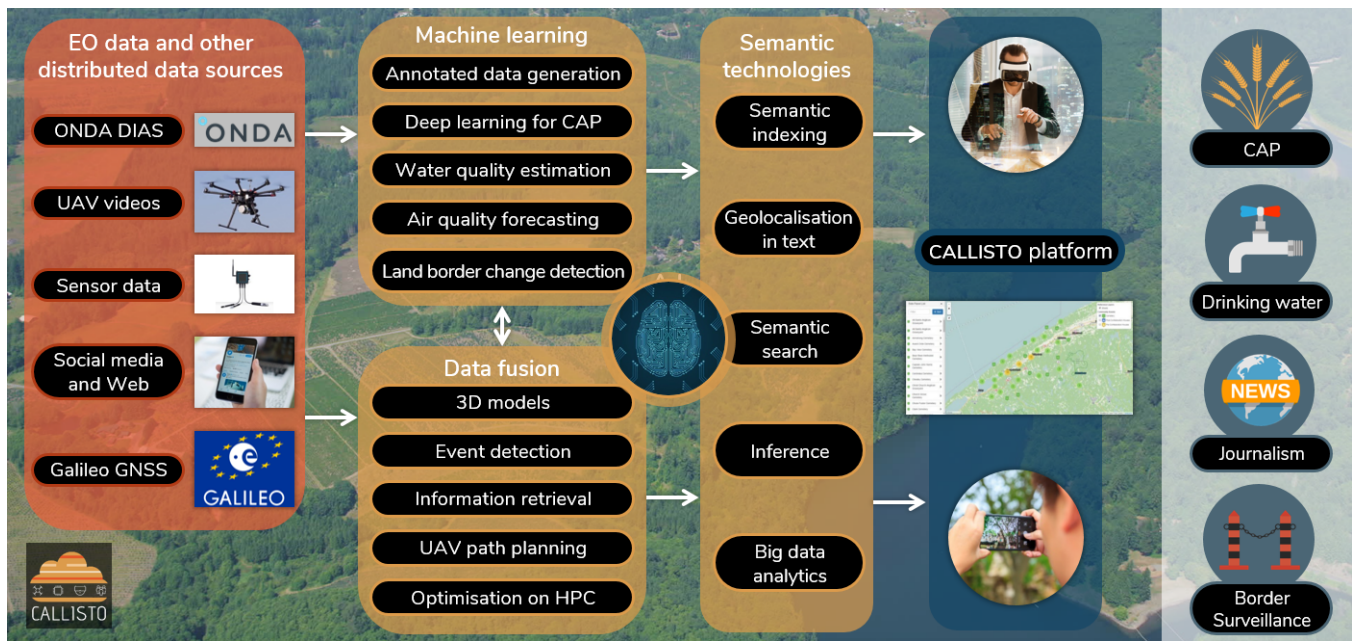 EO data and other
distributed data sources
ONDA DIAS
ONDA
UAV videos
Sensor data
Social media
and Web
Galileo GNSS
GALILEO
CALLISTO
Machine learning
Annotated data generation
Deep learning for CAP
Water quality estimation
Air quality forecasting
Land border change detection
Data fusion
3D models
Event detection
Information retrieval
UAV path planning
Optimisation on HPC
Semantic
technologies
Semantic
indexing
Geolocalisation
in text
Semantic
search
Inference
Big data
analytics
CALLISTO platform
CAP
Drinking water
NEWS
Journalism
Border
Surveillance